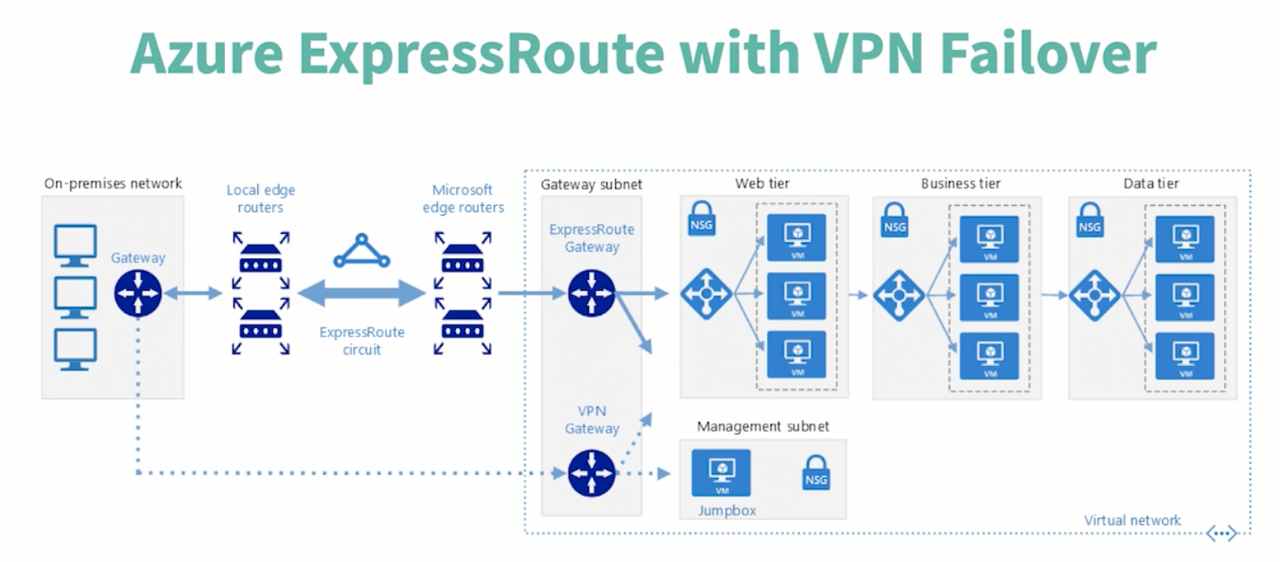 Azure ExpressRoute with VPN Failover
On-premises network
Gateway
Local edge
routers
ExpressRoute
circuit
Microsoft
edge routers
Gateway subnet
ExpressRoute
Gateway
VPN
Gateway
Web tier
NSG
VM
VM
VM
Business tier
NSG
VM
VM
VM
Data tier
NSG
VM
VM
VM
Management subnet
VM
Jumpbox
NSG
Virtual network